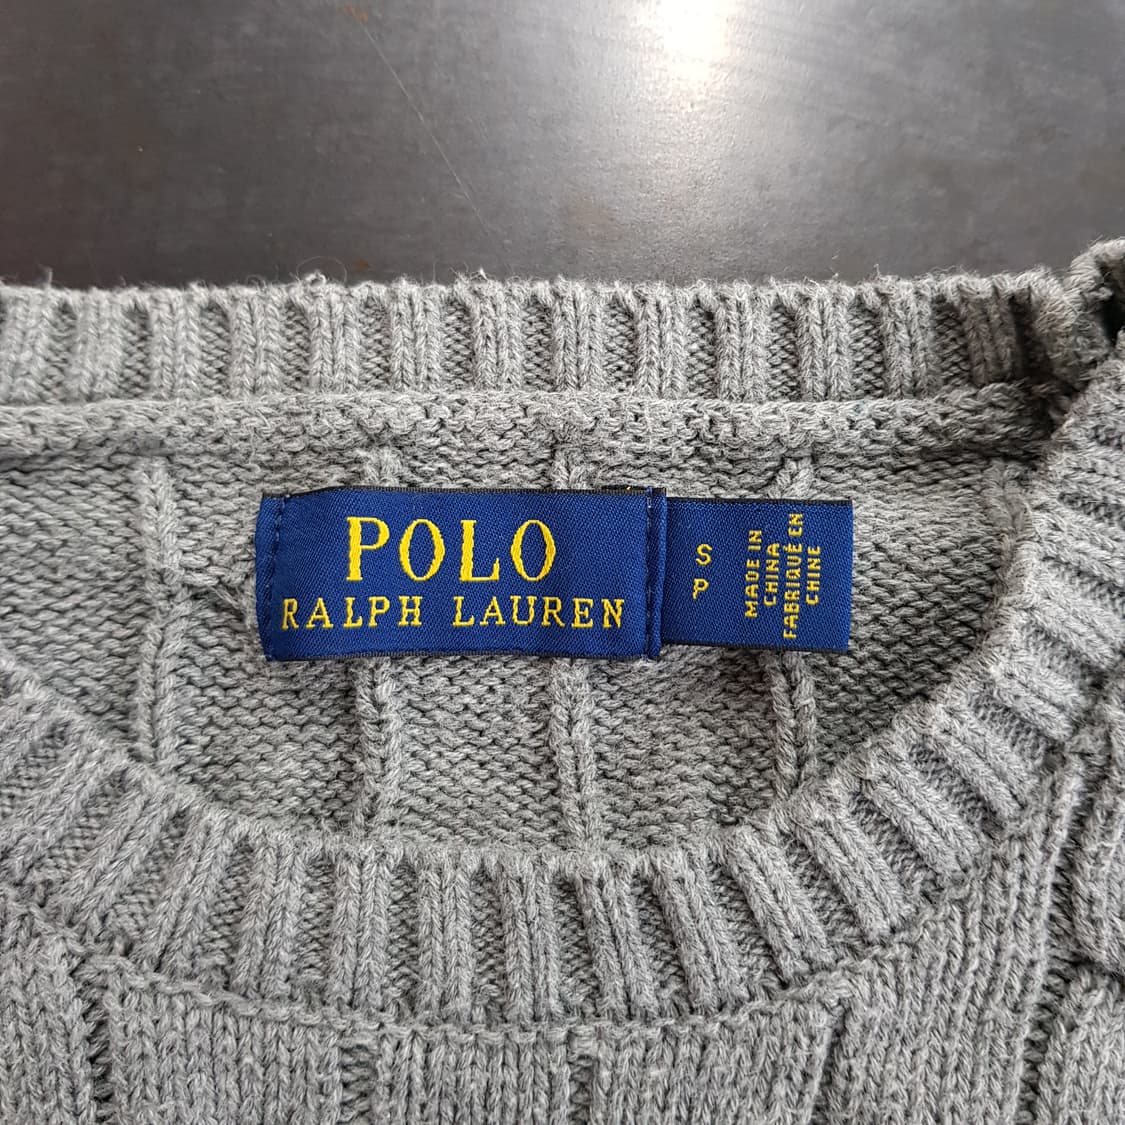 POLO
RALPH LAUREN
S
P
MADE IN
CHINA
FABRIQUÉ EN
CHINE